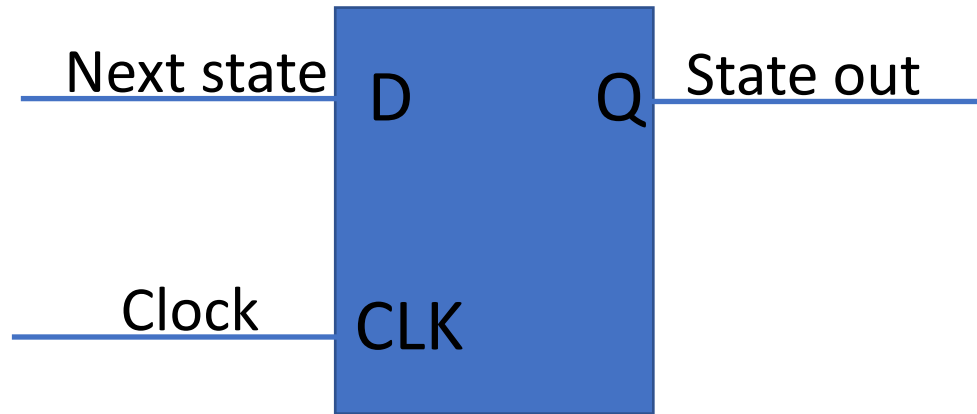 Next state
D
Q
State out
Clock
CLK